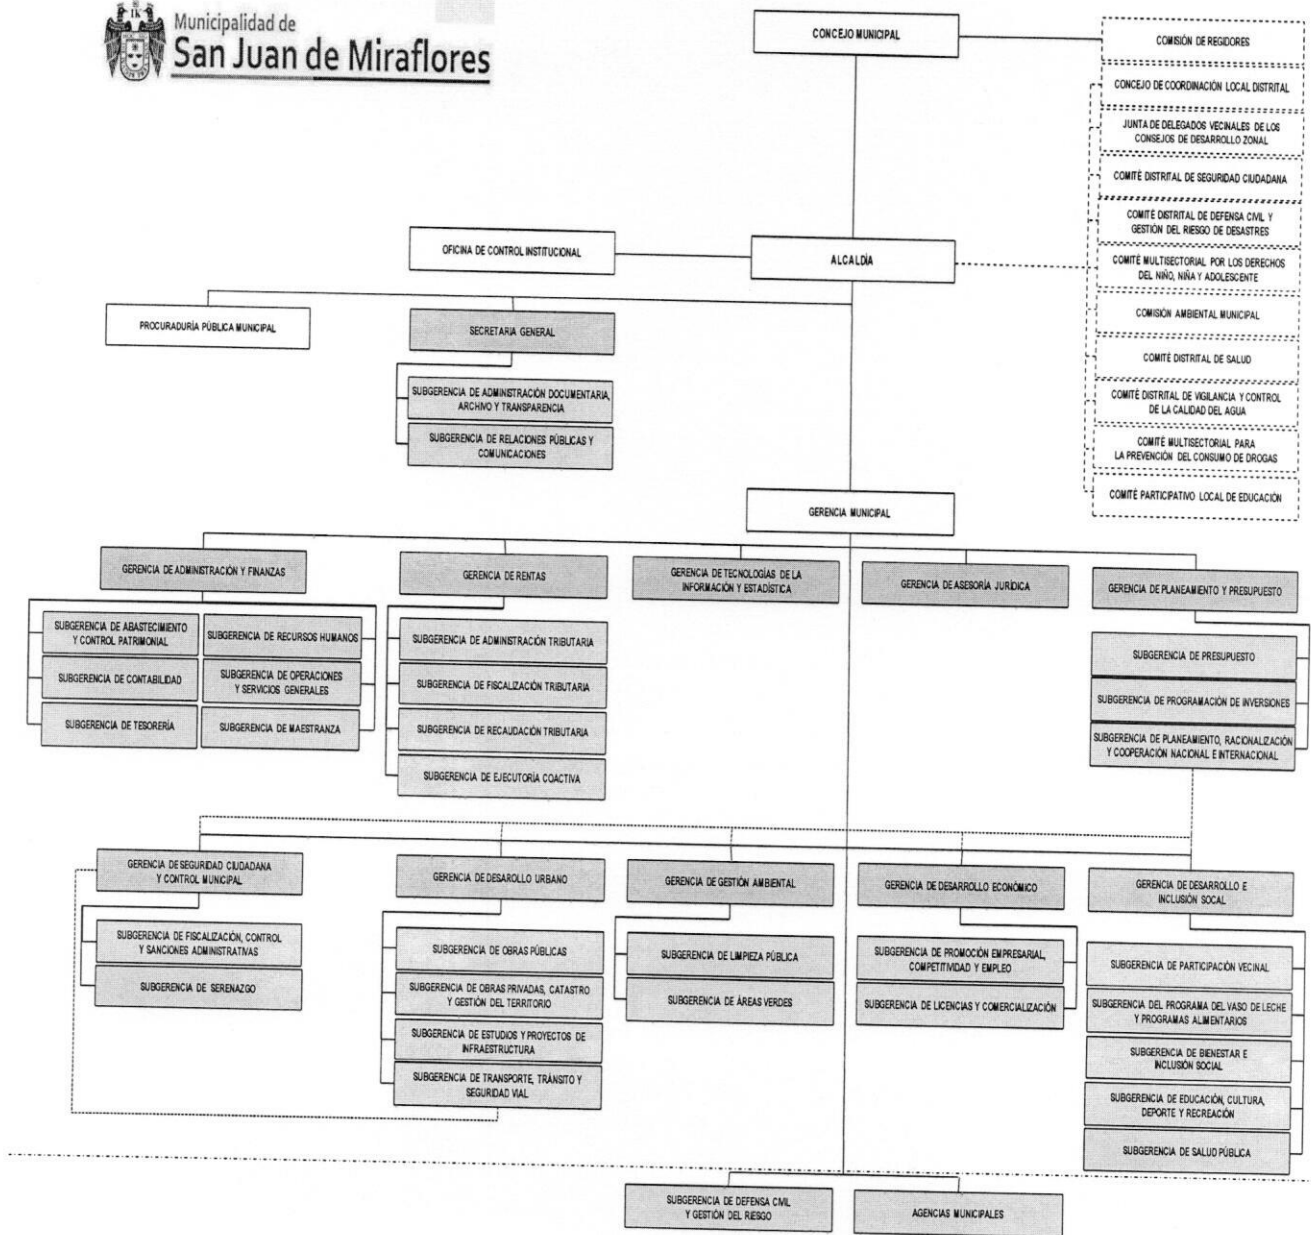 Municipalidad de
San Juan de Miraflores
CONCEJO MUNICIPAL
COMISIÓN DE REGIDORES
CONCEJO DE COORDINACIÓN LOCAL DISTRITAL
JUNTA DE DELEGADOS VECINALES DE LOS
CONSEJOS DE DESARROLLO ZONAL
COMITÉ DISTRITAL DE SEGURIDAD CIUDADANA
COMITÉ DISTRITAL DE DEFENSA CIVIL Y
GESTIÓN DEL RIESGO DE DESASTRES
COMITÉ MULTISECTORIAL POR LOS DERECHOS
DEL NIÑO, NIÑA Y ADOLESCENTE
COMISIÓN AMBIENTAL MUNICIPAL
COMITÉ DISTRITAL DE SALUD
COMITÉ DISTRITAL DE VIGILANCIA Y CONTROL
DE LA CALIDAD DEL AGUA
COMITÉ MULTISECTORIAL PARA
LA PREVENCIÓN DEL CONSUMO DE DROGAS
COMITÉ PARTICIPATIVO LOCAL DE EDUCACIÓN
OFICINA DE CONTROL INSTITUCIONAL
ALCALDÍA
PROCURADURÍA PÚBLICA MUNICIPAL
SECRETARIA GENERAL
SUBGERENCIA DE ADMINISTRACIÓN DOCUMENTARIA,
ARCHIVO Y TRANSPARENCIA
SUBGERENCIA DE RELACIONES PÚBLICAS Y
COMUNICACIONES
GERENCIA MUNICIPAL
GERENCIA DE ADMINISTRACIÓN Y FINANZAS
SUBGERENCIA DE ABASTECIMIENTO
Y CONTROL PATRIMONIAL
SUBGERENCIA DE CONTABILIDAD
SUBGERENCIA DE TESORERÍA
SUBGERENCIA DE RECURSOS HUMANOS
SUBGERENCIA DE OPERACIONES
Y SERVICIOS GENERALES
SUBGERENCIA DE MAESTRANZA
GERENCIA DE RENTAS
SUBGERENCIA DE ADMINISTRACIÓN TRIBUTARIA
SUBGERENCIA DE FISCALIZACIÓN TRIBUTARIA
SUBGERENCIA DE RECAUDACIÓN TRIBUTARIA
SUBGERENCIA DE EJECUTORÍA COACTIVA
GERENCIA DE TECNOLOGÍAS DE LA
INFORMACIÓN Y ESTADÍSTICA
GERENCIA DE ASESORÍA JURÍDICA
GERENCIA DE PLANEAMIENTO Y PRESUPUESTO
SUBGERENCIA DE PRESUPUESTO
SUBGERENCIA DE PROGRAMACIÓN DE INVERSIONES
SUBGERENCIA DE PLANEAMIENTO, RACIONALIZACIÓN
Y COOPERACIÓN NACIONAL E INTERNACIONAL
GERENCIA DE SEGURIDAD CIUDADANA
Y CONTROL MUNICIPAL
SUBGERENCIA DE FISCALIZACIÓN, CONTROL
Y SANCIONES ADMINISTRATIVAS
SUBGERENCIA DE SERENAZGO
GERENCIA DE DESAROLLO URBANO
SUBGERENCIA DE OBRAS PÚBLICAS
SUBGERENCIA DE OBRAS PRIVADAS, CATASTRO
Y GESTIÓN DEL TERRITORIO
SUBGERENCIA DE ESTUDIOS Y PROYECTOS DE
INFRAESTRUCTURA
SUBGERENCIA DE TRANSPORTE, TRÁNSITO Y
SEGURIDAD VIAL
GERENCIA DE GESTIÓN AMBIENTAL
SUBGERENCIA DE LIMPIEZA PÚBLICA
SUBGERENCIA DE ÁREAS VERDES
GERENCIA DE DESARROLLO ECONÓMICO
SUBGERENCIA DE PROMOCIÓN EMPRESARIAL,
COMPETITIVIDAD Y EMPLEO
SUBGERENCIA DE LICENCIAS Y COMERCIALIZACIÓN
GERENCIA DE DESARROLLO E
INCLUSIÓN SOCIAL
SUBGERENCIA DE PARTICIPACIÓN VECINAL
SUBGERENCIA DEL PROGRAMA DEL VASO DE LECHE
Y PROGRAMAS ALIMENTARIOS
SUBGERENCIA DE BIENESTAR E
INCLUSIÓN SOCIAL
SUBGERENCIA DE EDUCACIÓN, CULTURA,
DEPORTE Y RECREACIÓN
SUBGERENCIA DE SALUD PÚBLICA
SUBGERENCIA DE DEFENSA CIVIL
Y GESTIÓN DEL RIESGO
AGENCIAS MUNICIPALES